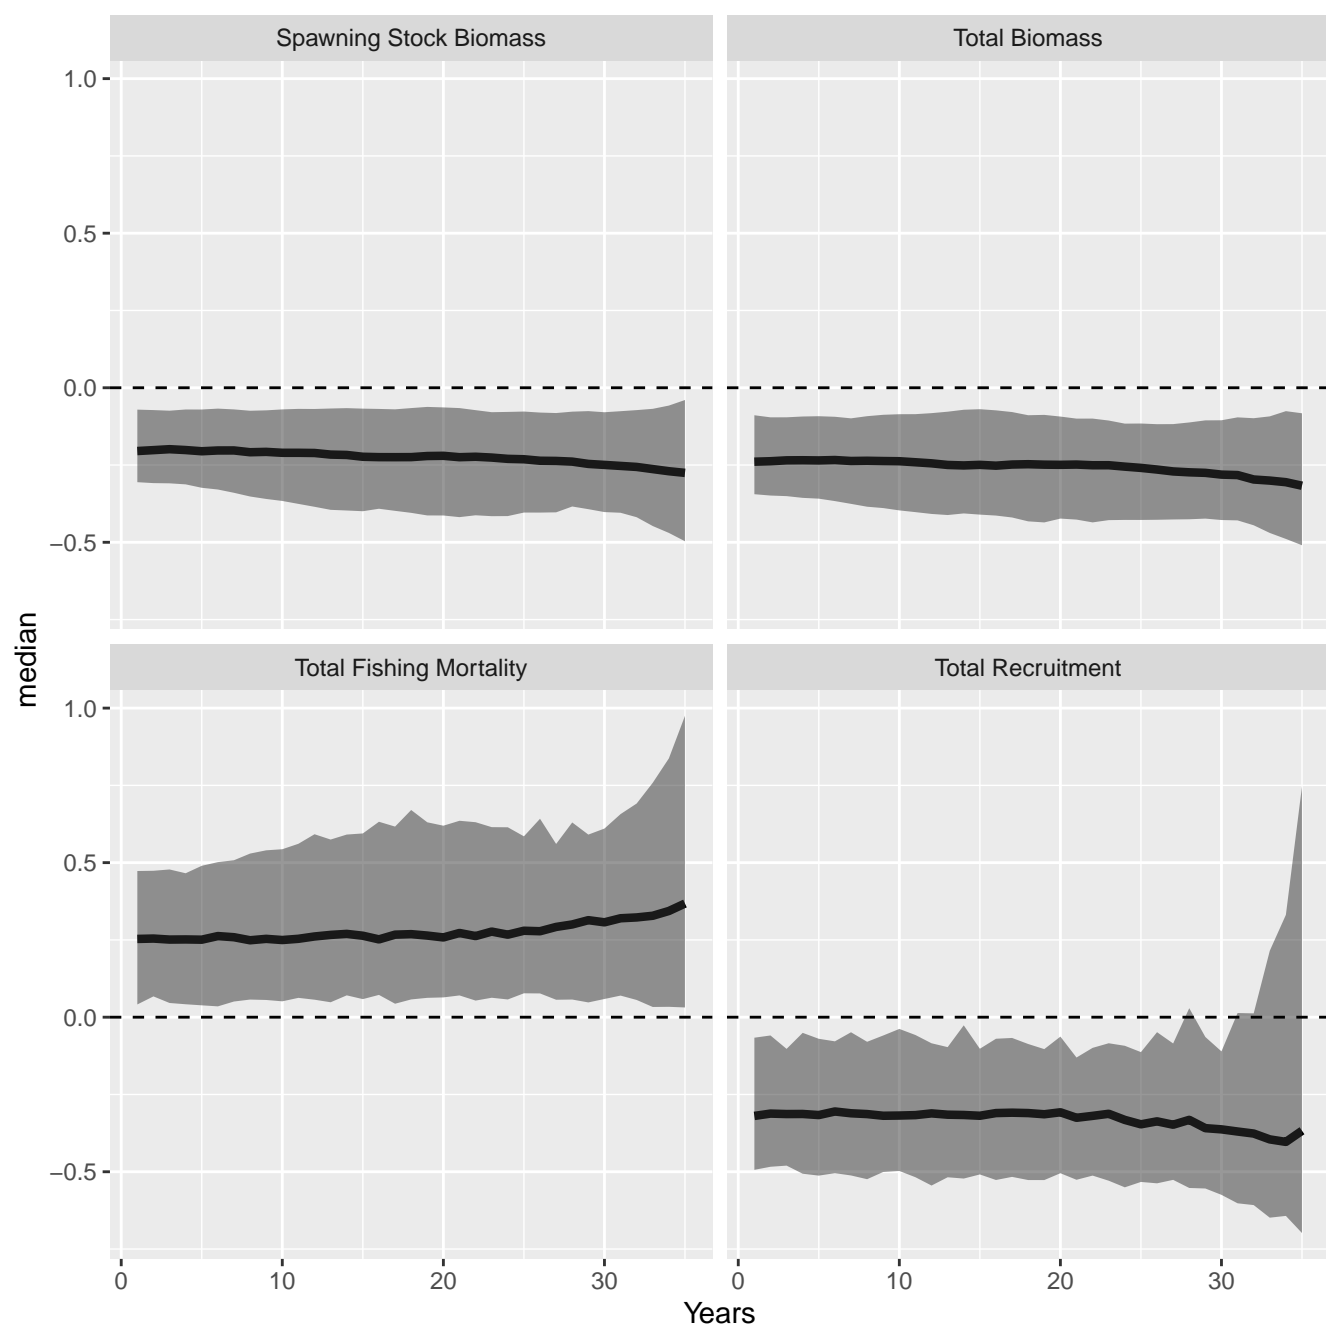 Spawning Stock Biomass
Total Biomass
1.0
0.5
0.0
−0.5
median
Total Fishing Mortality
Total Recruitment
1.0
0.5
0.0
−0.5
0 10 20 30
0 10 20 30
Years